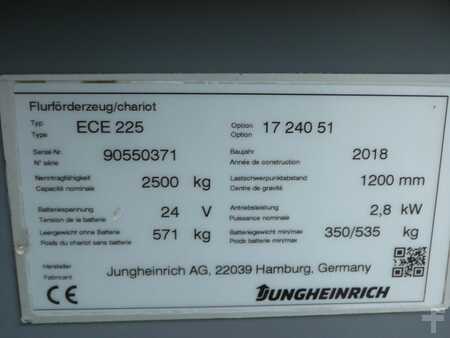 Flurförderzeug/chariot
Typ ECE 225 Option 17 240 51
Type Option
Serial-Nr. 90550371 Baujahr 2018
N° série Année de construction
Nenntragfähigkeit 2500 kg Lastschwerpunktabstand 1200 mm
Capacité nominale Centre de gravité
Batteriespannung 24 V Antriebsleistung 2,8 kW
Tension de la batterie Puissance nominale
Leergewicht ohne Batterie 571 kg Batteriegewicht min/max 350/535 kg
Poids du chariot sans batterie Poids batterie min/max
Hersteller Jungheinrich AG, 22039 Hamburg, Germany
Fabricant
CE JUNGHEINRICH